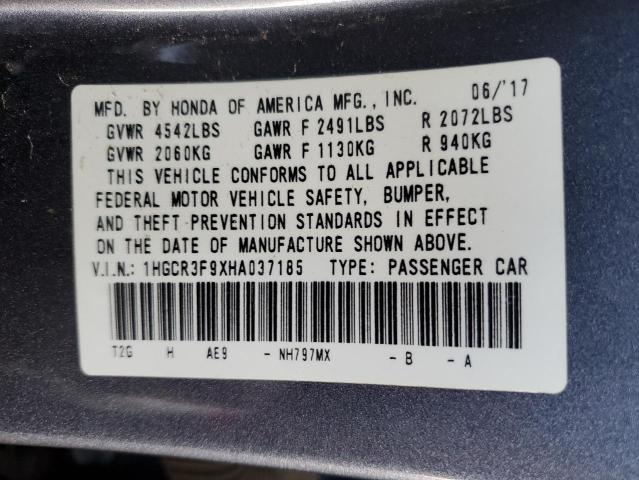 MFD. BY HONDA OF AMERICA MFG., INC. 06/'17
GVWR 4542LBS GAWR F 2491LBS R 2072LBS
GVWR 2060KG GAWR F 1130KG R 940KG
THIS VEHICLE CONFORMS TO ALL APPLICABLE
FEDERAL MOTOR VEHICLE SAFETY, BUMPER,
AND THEFT PREVENTION STANDARDS IN EFFECT
ON THE DATE OF MANUFACTURE SHOWN ABOVE.
V.I.N.: 1HGCR3F9XHA037185 TYPE: PASSENGER CAR
T2G H AE9 - NH797MX - B - A